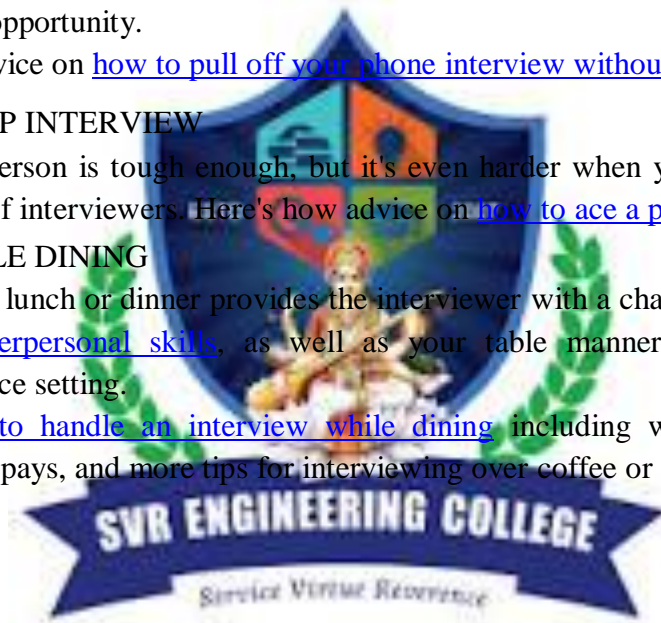 opportunity.
vice on how to pull off your phone interview withou
P INTERVIEW
erson is tough enough, but it's even harder when y
f interviewers. Here's how advice on how to ace a p
LE DINING
lunch or dinner provides the interviewer with a cha
erpersonal skills, as well as your table manner
ce setting.
to handle an interview while dining including w
pays, and more tips for interviewing over coffee or
SVR ENGINEERING COLLEGE
Service Virtue Reverence